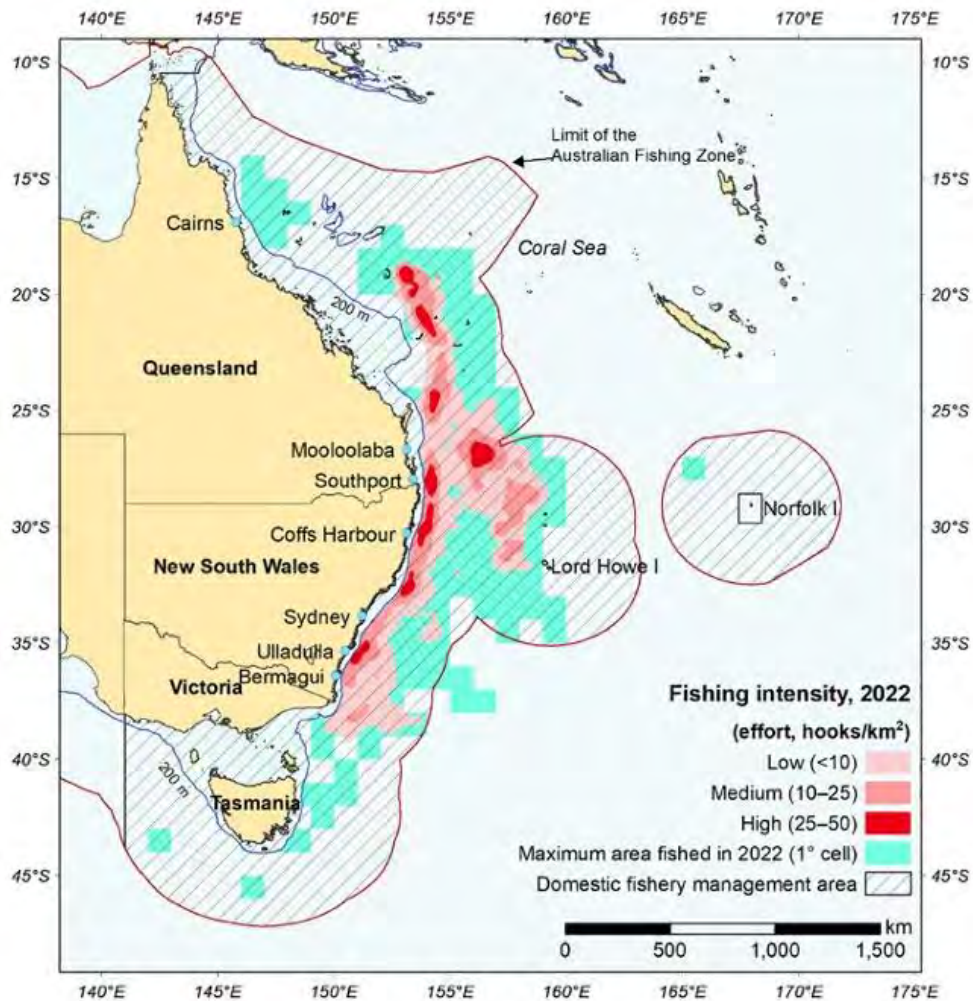 140°E 145°E 150°E 155°E 160°E 165°E 170°E 175°E
10°S 10°S
Limit of the
Australian Fishing Zone
15°S 15°S
Cairns
Coral Sea
20°S 20°S
200 m
Queensland
25°S 25°S
Mooloolaba
Southport
Norfolk I
30°S 30°S
Coffs Harbour
New South Wales
Lord Howe I
Sydney
35°S 35°S
Ulladulla
Bermagui
Victoria
Fishing intensity, 2022
(effort, hooks/km²)
40°S 40°S
Low (<10)
200 m
Medium (10–25)
Tasmania
High (25–50)
Maximum area fished in 2022 (1° cell)
45°S 45°S
Domestic fishery management area
km
0 500 1,000 1,500
140°E 145°E 150°E 155°E 160°E 165°E 170°E 175°E